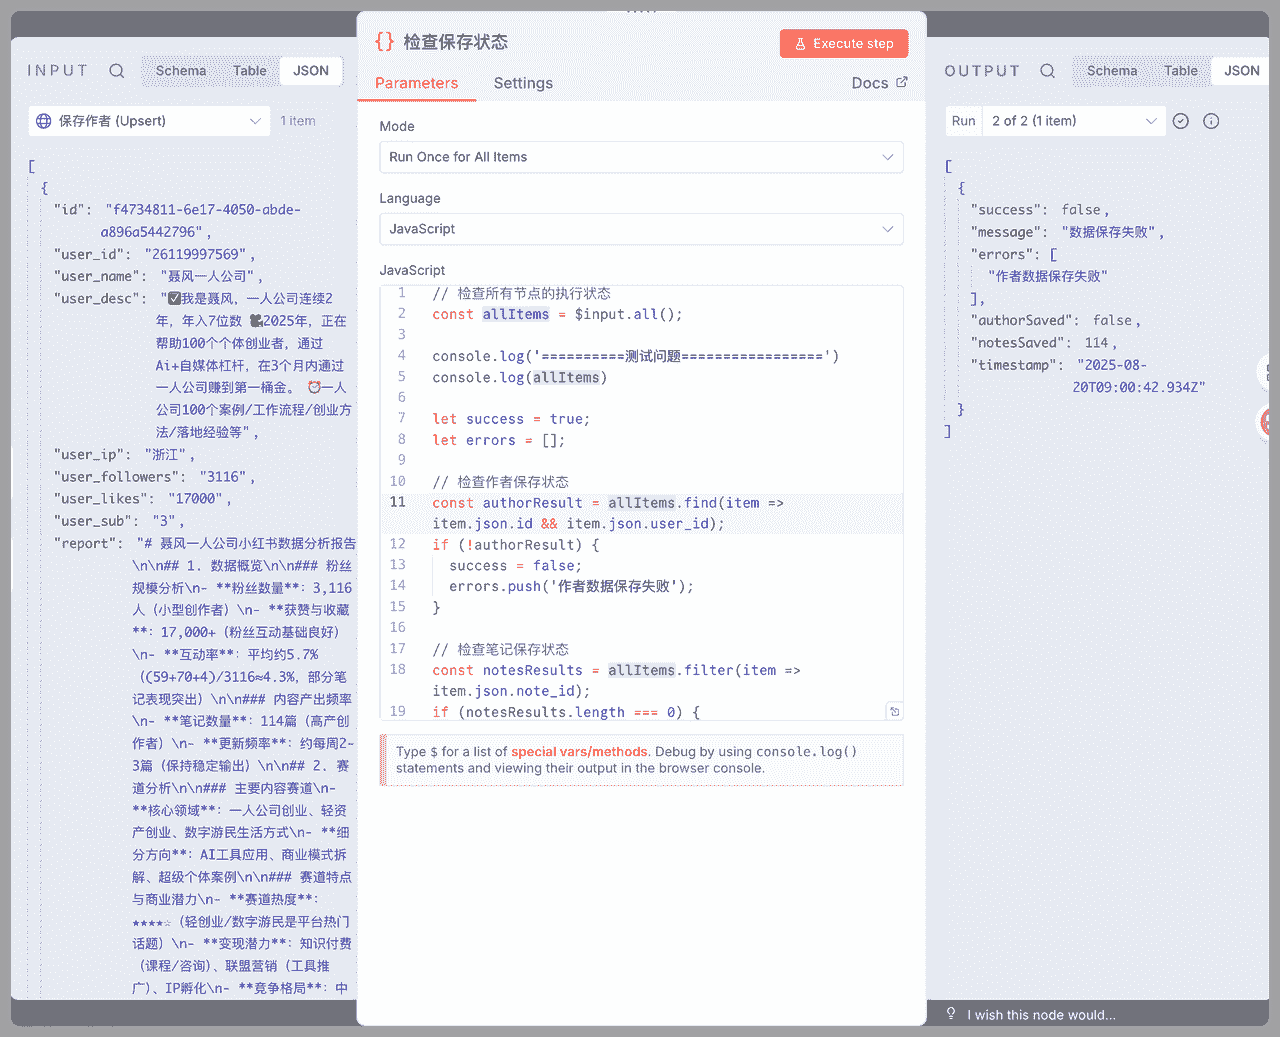 INPUT
Schema
Table
JSON
保存作者 (Upsert)
1 item
[
{
"id": "f4734811-6e17-4050-abde-
a896a5442796",
"user_id": "26119997569",
"user_name": "聂风一人公司",
"user_desc": "☑️我是聂风，一人公司连续2
年，年入7位数 🎥2025年，正在
帮助100个个体创业者，通过
Ai+自媒体杠杆，在3个月内通过
一人公司赚到第一桶金。 ⏰一人
公司100个案例/工作流程/创业方
法/落地经验等",
"user_ip": "浙江",
"user_followers": "3116",
"user_likes": "17000",
"user_sub": "3",
"report": "# 聂风一人公司小红书数据分析报告
\n\n## 1. 数据概览\n\n### 粉丝
规模分析\n- **粉丝数量**: 3,116
人（小型创作者）\n- **获赞与收藏
**: 17,000+（粉丝互动基础良好）
\n- **互动率**: 平均约5.7%
（(59+70+4)/3116≈4.3%，部分笔
记表现突出）\n\n### 内容产出频率
\n- **笔记数量**: 114篇（高产创
作者）\n- **更新频率**: 约每周2-
3篇（保持稳定输出）\n\n## 2. 赛
道分析\n\n### 主要内容赛道\n-
**核心领域**: 一人公司创业、轻资
产创业、数字游民生活方式\n- **细
分方向**: AI工具应用、商业模式拆
解、超级个体案例\n\n### 赛道特点
与商业潜力\n- **赛道热度**:
★★★★☆（轻创业/数字游民是平台热门
话题）\n- **变现潜力**: 知识付费
（课程/咨询）、联盟营销（工具推
广）、IP孵化\n- **竞争格局**: 中
{} 检查保存状态
Execute step
Parameters
Settings
Docs
Mode
Run Once for All Items
Language
JavaScript
JavaScript
1 // 检查所有节点的执行状态
2 const allItems = $input.all();
3
4 console.log('==========测试问题=================')
5 console.log(allItems)
6
7 let success = true;
8 let errors = [];
9
10 // 检查作者保存状态
11 const authorResult = allItems.find(item =>
item.json.id && item.json.user_id);
12 if (!authorResult) {
13 success = false;
14 errors.push('作者数据保存失败');
15 }
16
17 // 检查笔记保存状态
18 const notesResults = allItems.filter(item =>
item.json.note_id);
19 if (notesResults.length === 0) {
Type $ for a list of special vars/methods. Debug by using console.log()
statements and viewing their output in the browser console.
OUTPUT
Schema
Table
JSON
Run
2 of 2 (1 item)
[
{
"success": false,
"message": "数据保存失败",
"errors": [
"作者数据保存失败"
],
"authorSaved": false,
"notesSaved": 114,
"timestamp": "2025-08-
20T09:00:42.934Z"
}
]
I wish this node would...